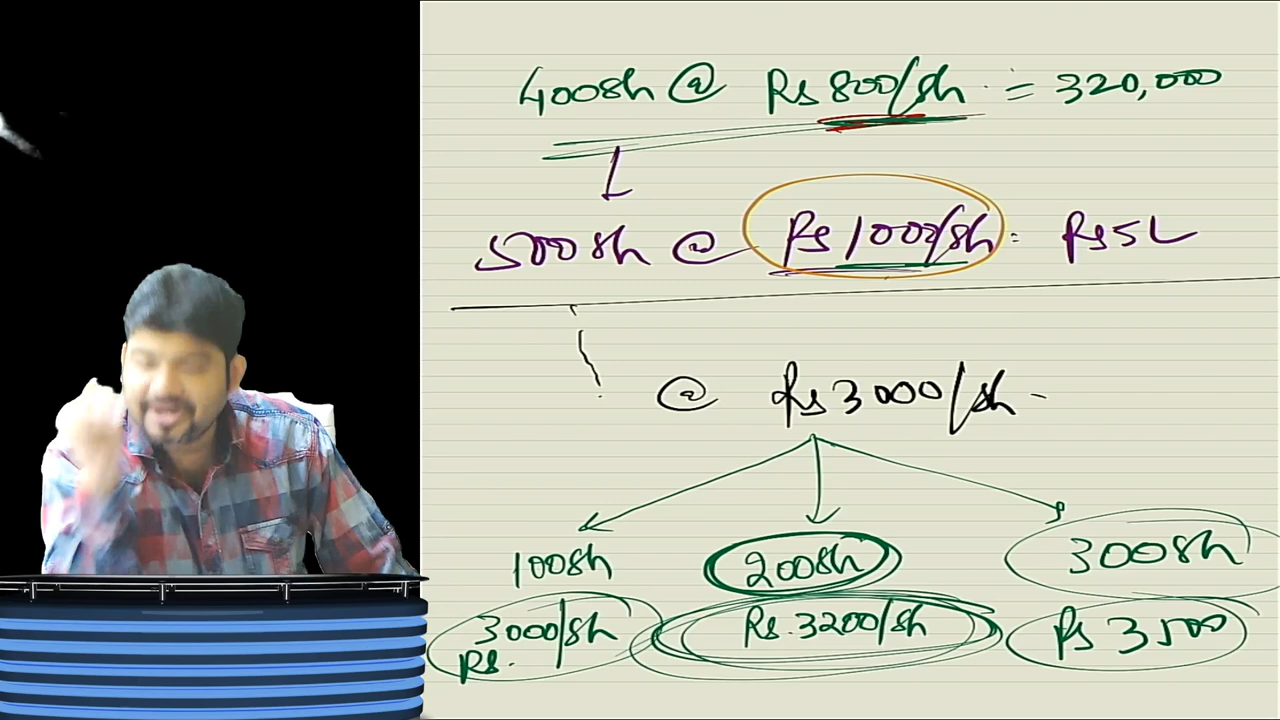 400sh @ Rs 800/sh = 320,000
500sh @ Rs 1000/sh = Rs 5L
@ Rs 3000/sh
100sh 200sh 300sh
3000/sh Rs. 3200/sh Rs 3500
Rs.